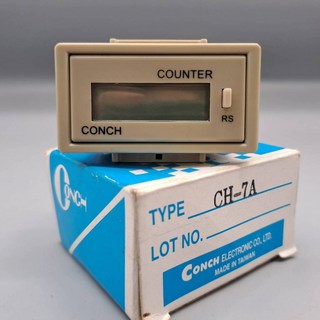 COUNTER
RS
CONCH
CONCH
TYPE CH-7A
LOT NO.
CONCH ELECTRONIC CO., LTD.
MADE IN TAIWAN